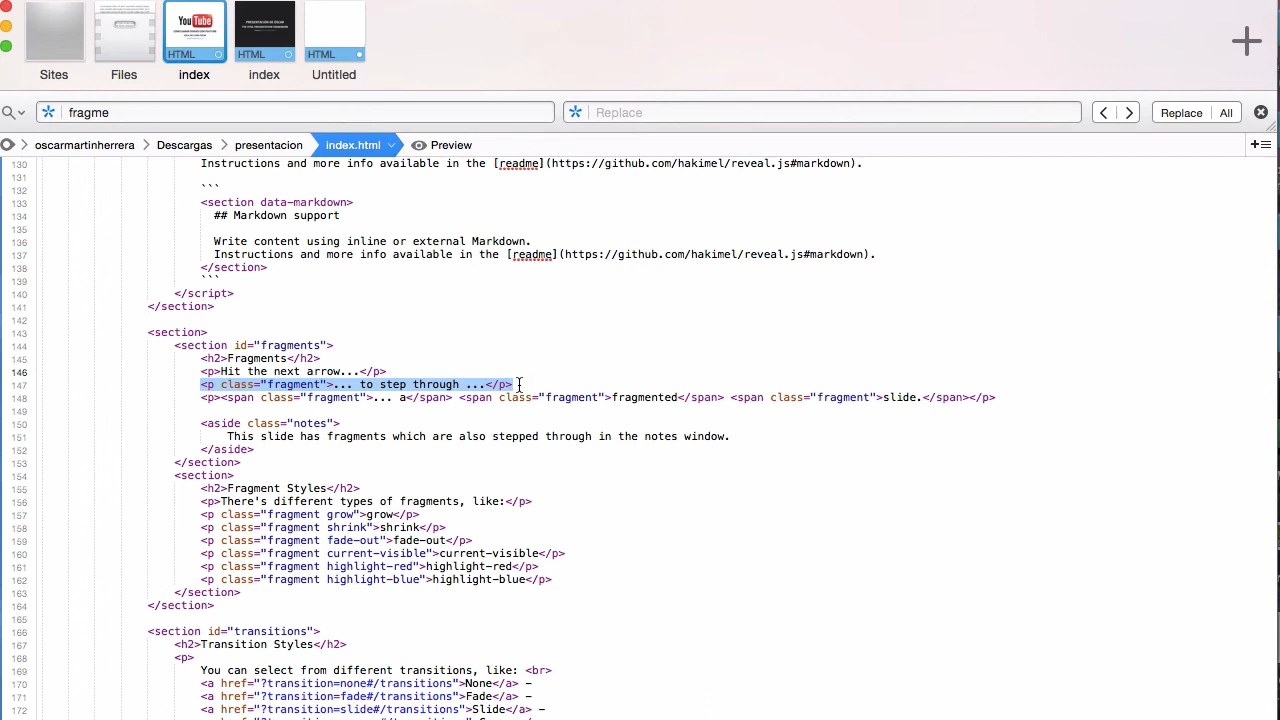 YouTube
PRESENTACIÓN DE ÓSCAR
HTML
HTML
HTML
Sites Files index index Untitled
fragme Replace Replace All
oscarmartinherrera Descargas presentacion index.html Preview
130 Instructions and more info available in the [readme](https://github.com/hakimel/reveal.js#markdown).
131
132 ```
133 <section data-markdown>
134 ## Markdown support
135
136 Write content using inline or external Markdown.
137 Instructions and more info available in the [readme](https://github.com/hakimel/reveal.js#markdown).
138 </section>
139 ```
140 </script>
141 </section>
142
143 <section>
144 <section id="fragments">
145 <h2>Fragments</h2>
146 <p>Hit the next arrow...</p>
147 <p class="fragment">... to step through ...</p>
148 <p><span class="fragment">... a</span> <span class="fragment">fragmented</span> <span class="fragment">slide.</span></p>
149
150 <aside class="notes">
151 This slide has fragments which are also stepped through in the notes window.
152 </aside>
153 </section>
154 <section>
155 <h2>Fragment Styles</h2>
156 <p>There's different types of fragments, like:</p>
157 <p class="fragment grow">grow</p>
158 <p class="fragment shrink">shrink</p>
159 <p class="fragment fade-out">fade-out</p>
160 <p class="fragment current-visible">current-visible</p>
161 <p class="fragment highlight-red">highlight-red</p>
162 <p class="fragment highlight-blue">highlight-blue</p>
163 </section>
164 </section>
165
166 <section id="transitions">
167 <h2>Transition Styles</h2>
168 <p>
169 You can select from different transitions, like: <br>
170 <a href="?transition=none#/transitions">None</a> -
171 <a href="?transition=fade#/transitions">Fade</a> -
172 <a href="?transition=slide#/transitions">Slide</a> -